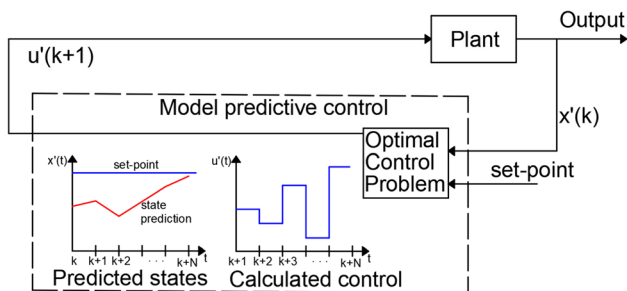 Output
Plant
u'(k+1)
x'(k)
Model predictive control
Optimal
Control
Problem
set-point
x'(t)
set-point
state
prediction
k k+1 k+2 ... k+N t
Predicted states
u'(t)
k+1 k+2 k+3 ... k+N t
Calculated control